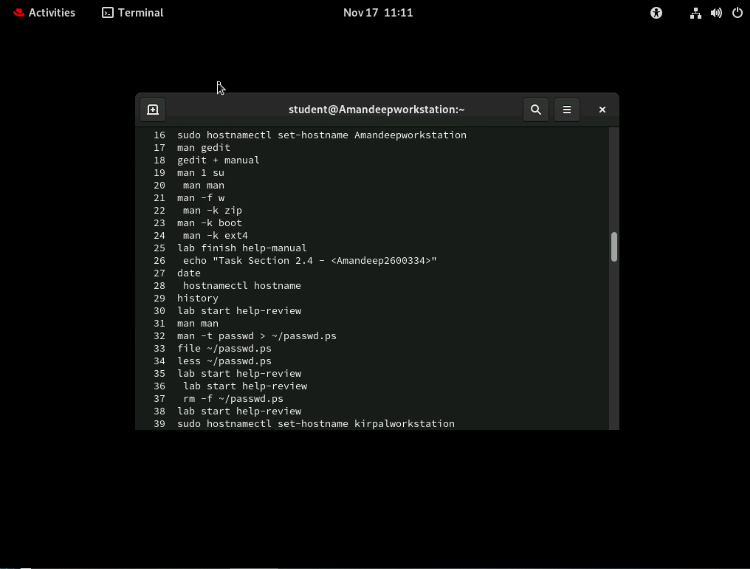 Activities Terminal Nov 17 11:11
student@Amandeepworkstation:~
16 sudo hostnamectl set-hostname Amandeepworkstation
17 man gedit
18 gedit + manual
19 man 1 su
20 man man
21 man -f w
22 man -k zip
23 man -k boot
24 man -k ext4
25 lab finish help-manual
26 echo "Task Section 2.4 - <Amandeep2600334>"
27 date
28 hostnamectl hostname
29 history
30 lab start help-review
31 man man
32 man -t passwd > ~/passwd.ps
33 file ~/passwd.ps
34 less ~/passwd.ps
35 lab start help-review
36 lab start help-review
37 rm -f ~/passwd.ps
38 lab start help-review
39 sudo hostnamectl set-hostname kirpalworkstation